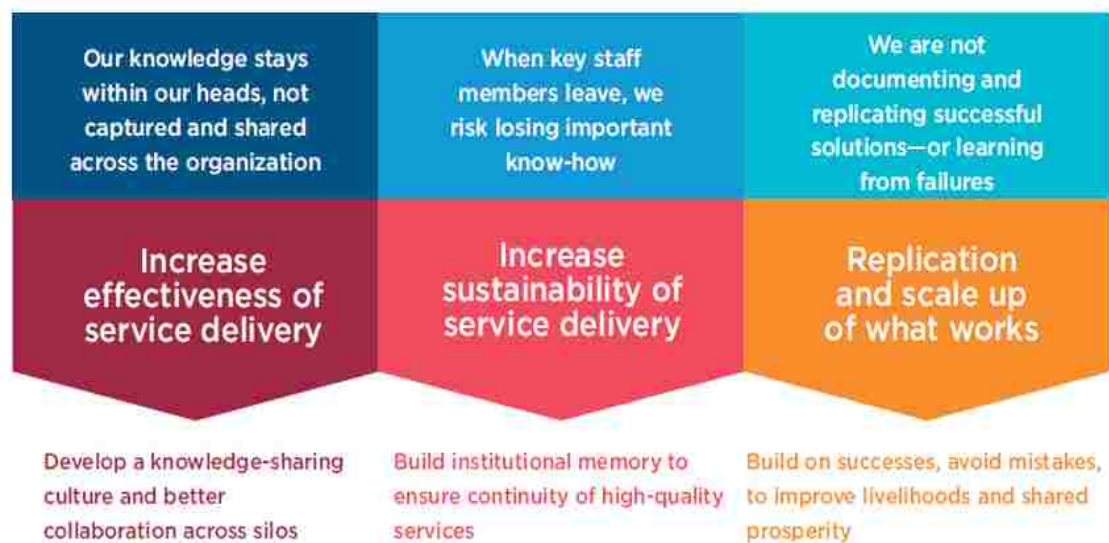 Our knowledge stays
within our heads, not
captured and shared
across the organization
When key staff
members leave, we
risk losing important
know-how
We are not
documenting and
replicating successful
solutions—or learning
from failures
Increase
effectiveness of
service delivery
Increase
sustainability of
service delivery
Replication
and scale up
of what works
Develop a knowledge-sharing
culture and better
collaboration across silos
Build institutional memory to
ensure continuity of high-quality
services
Build on successes, avoid mistakes,
to improve livelihoods and shared
prosperity